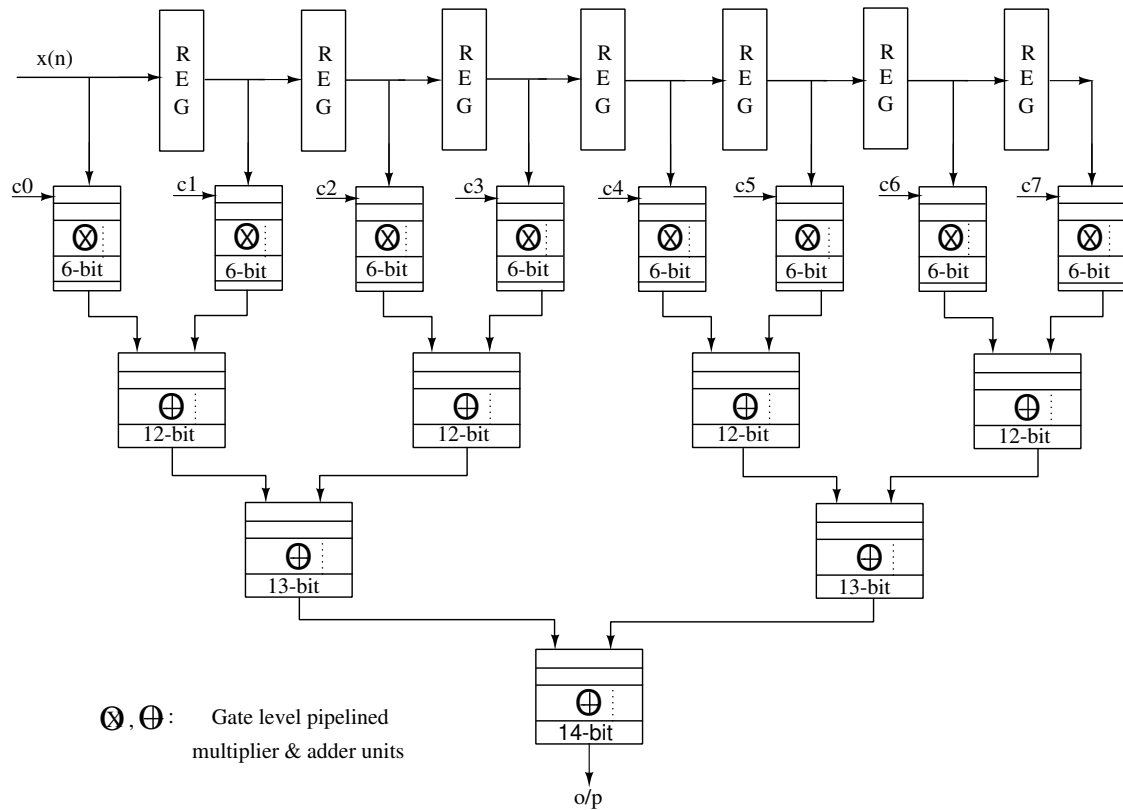 x(n)
R E G
R E G
R E G
R E G
R E G
R E G
R E G
c0
c1
c2
c3
c4
c5
c6
c7
6-bit
6-bit
6-bit
6-bit
6-bit
6-bit
6-bit
6-bit
12-bit
12-bit
12-bit
12-bit
13-bit
13-bit
14-bit
⊗ , ⊕ : Gate level pipelined
multiplier & adder units
o/p